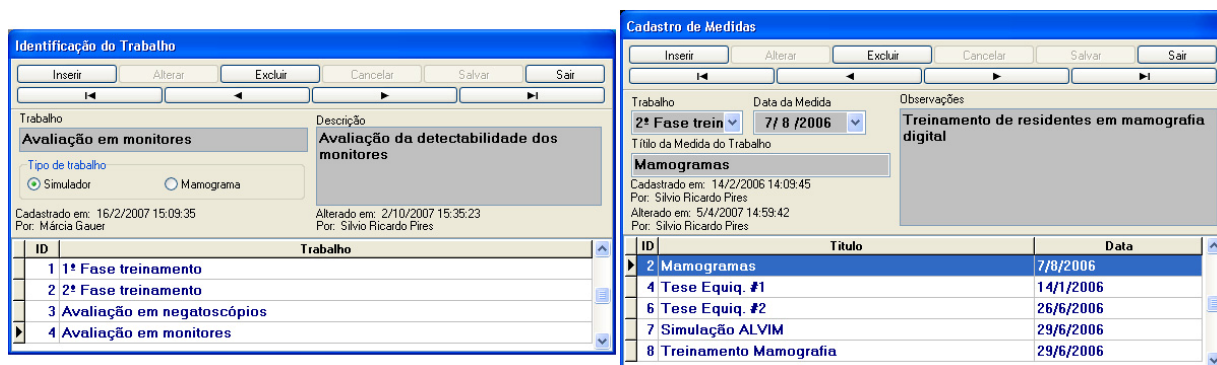 Identificação do Trabalho
Inserir Alterar Excluir Cancelar Salvar Sair
Trabalho
Avaliação em monitores
Tipo de trabalho
Simulador Mamograma
Descrição
Avaliação da detectabilidade dos
monitores
Cadastrado em: 16/2/2007 15:09:35
Por: Márcia Gauer
Alterado em: 2/10/2007 15:35:23
Por: Silvio Ricardo Pires
ID Trabalho
1 1ª Fase treinamento
2 2ª Fase treinamento
3 Avaliação em negatoscópios
4 Avaliação em monitores
Cadastro de Medidas
Inserir Alterar Excluir Cancelar Salvar Sair
Trabalho Data da Medida
2ª Fase trein 7/ 8 /2006
Títilo da Medida do Trabalho
Mamogramas
Cadastrado em: 14/2/2006 14:09:45
Por: Silvio Ricardo Pires
Alterado em: 5/4/2007 14:59:42
Por: Silvio Ricardo Pires
Observações
Treinamento de residentes em mamografia
digital
ID Titulo Data
2 Mamogramas 7/8/2006
4 Tese Equiq. #1 14/1/2006
6 Tese Equiq. #2 26/6/2006
7 Simulação ALVIM 29/6/2006
8 Treinamento Mamografia 29/6/2006